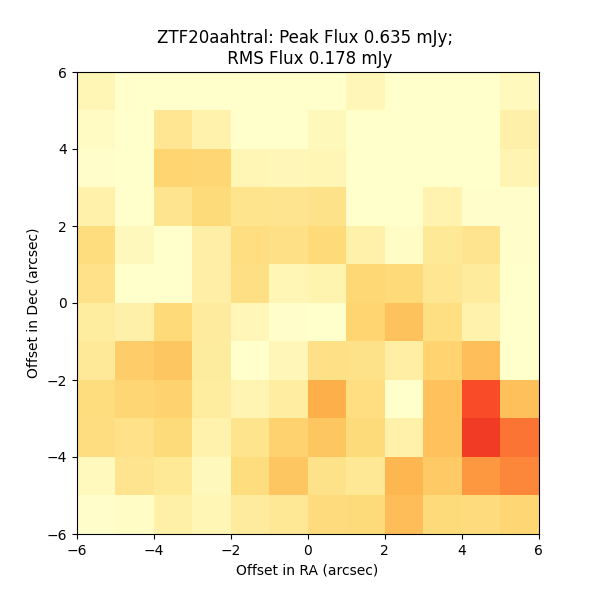 ZTF20aahtral: Peak Flux 0.635 mJy;
RMS Flux 0.178 mJy
6
4
2
0
−2
−4
−6
Offset in Dec (arcsec)
−6 −4 −2 0 2 4 6
Offset in RA (arcsec)